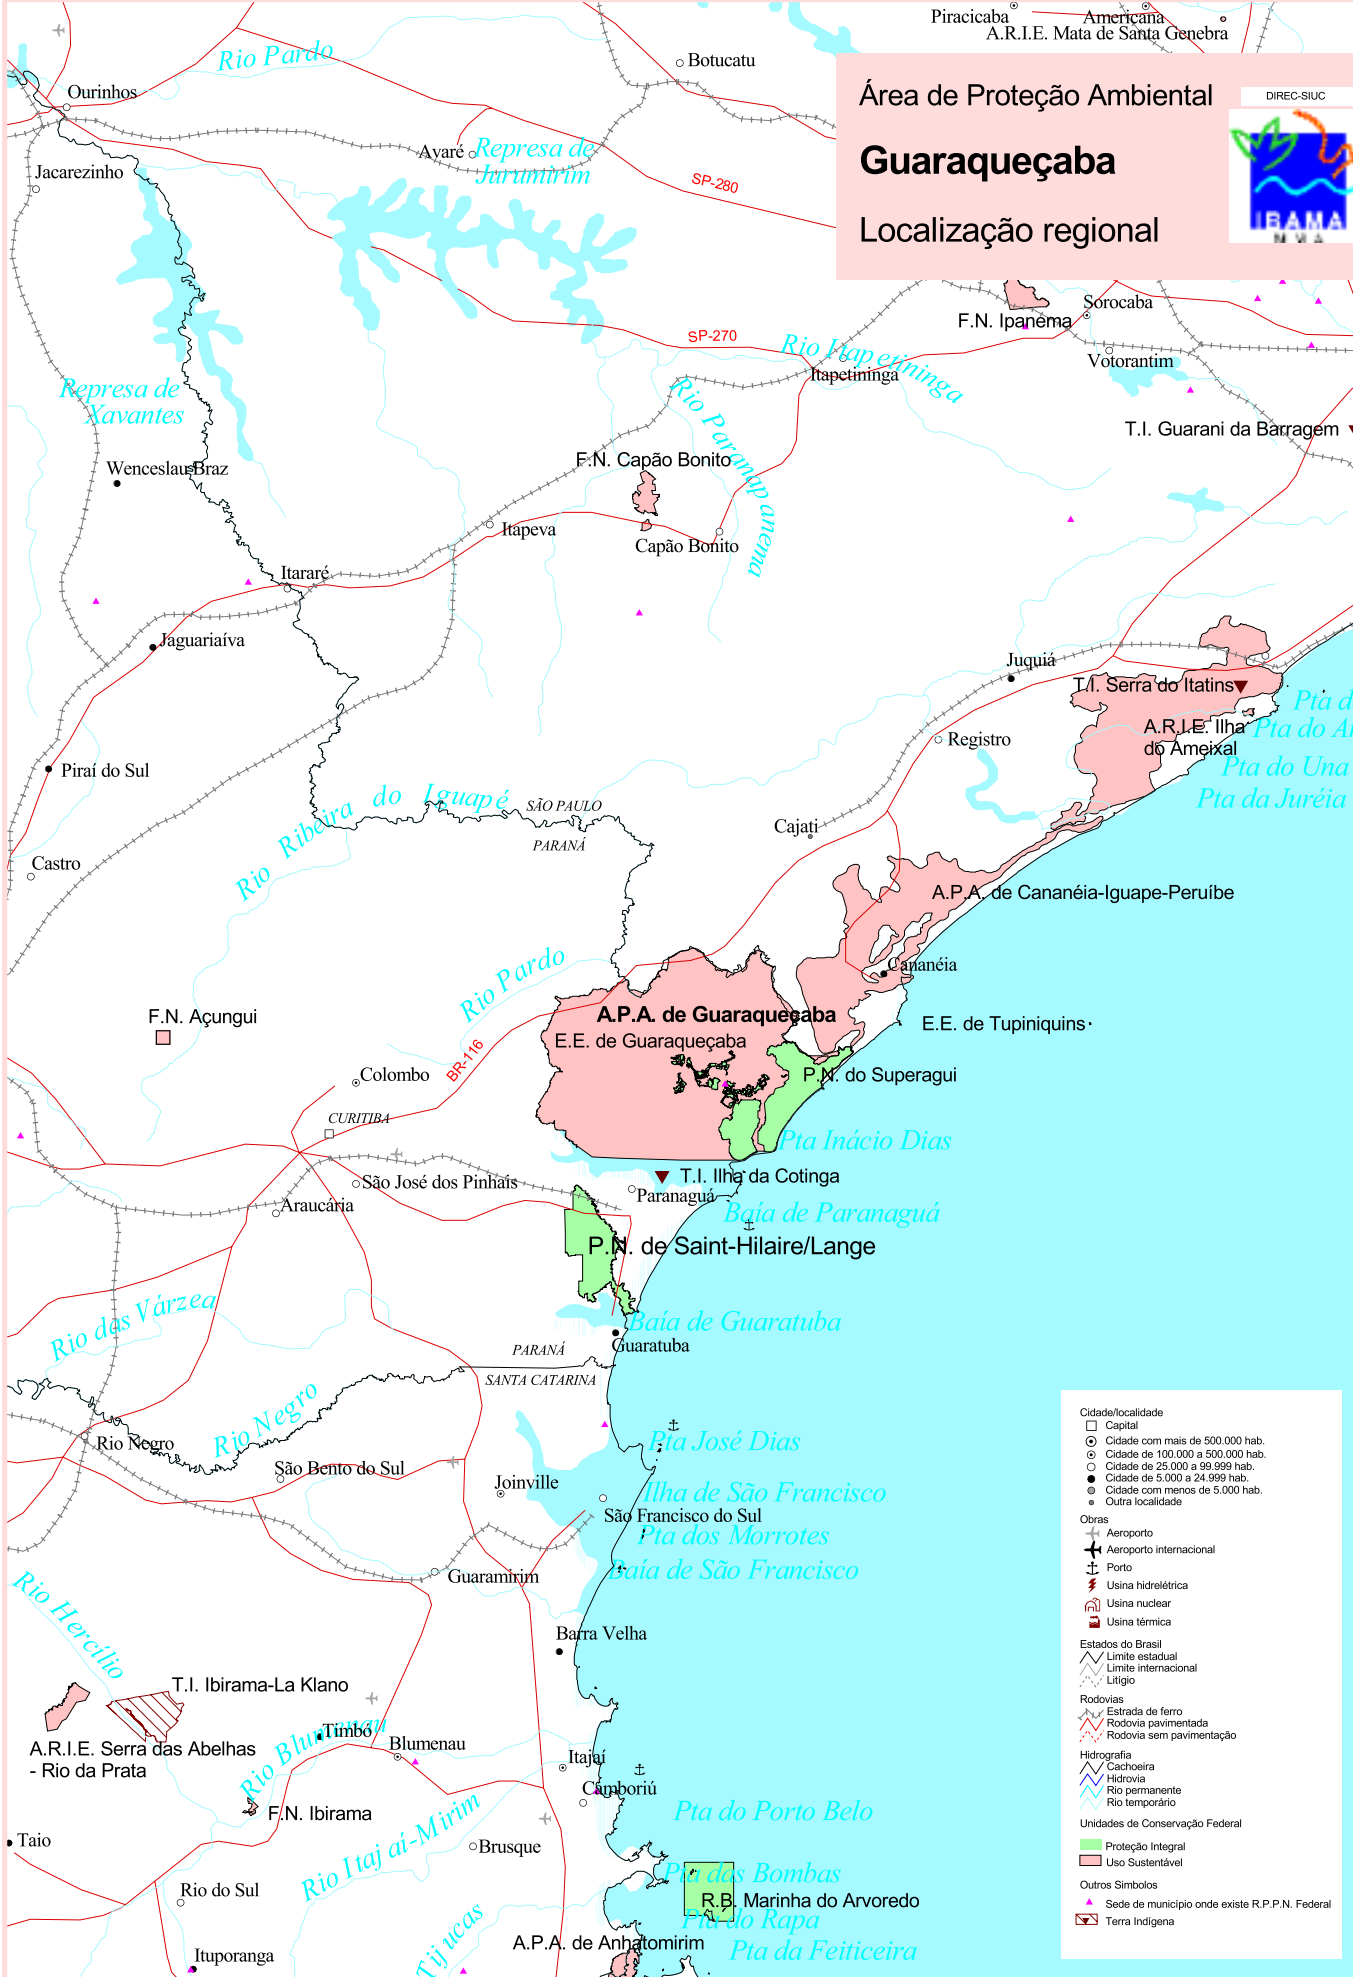 Piracicaba
Americana
A.R.I.E. Mata de Santa Genebra
Rio Pardo
Botucatu
Área de Proteção Ambiental
Guaraqueçaba
Localização regional
DIREC-SIUC
IBAMA
M M A
Ourinhos
Avaré
Represa de
Jurumirim
Jacarezinho
SP-280
SP-270
F.N. Ipanema
Sorocaba
Votorantim
Rio Itapetininga
Itapetininga
Represa de
Xavantes
Rio Paranapanema
T.I. Guarani da Barragem
Wenceslau Braz
F.N. Capão Bonito
Itapeva
Capão Bonito
Itararé
Jaguariaíva
Juquiá
T.I. Serra do Itatins
A.R.I.E. Ilha
do Ameixal
Pta d
Pta do A
Pta do Una
Pta da Juréia
Registro
Piraí do Sul
Rio Ribeira do Iguapé
SÃO PAULO
PARANÁ
Cajati
Castro
A.P.A. de Cananéia-Iguape-Peruíbe
Cananéia
Rio Pardo
F.N. Açungui
A.P.A. de Guaraqueçaba
E.E. de Guaraqueçaba
E.E. de Tupiniquins
P.N. do Superagui
BR-116
Colombo
CURITIBA
Pta Inácio Dias
T.I. Ilha da Cotinga
São José dos Pinhais
Paranaguá
Araucária
Baía de Paranaguá
P.N. de Saint-Hilaire/Lange
Rio das Várzea
Baía de Guaratuba
Guaratuba
PARANÁ
SANTA CATARINA
Rio Negro
Rio Negro
São Bento do Sul
Pta José Dias
Joinville
Ilha de São Francisco
São Francisco do Sul
Pta dos Morrotes
Baía de São Francisco
Guaramirim
Rio Hercílio
Barra Velha
T.I. Ibirama-La Klano
A.R.I.E. Serra das Abelhas
- Rio da Prata
Rio Blumenau
Timbó
Blumenau
Itajaí
Camboriú
F.N. Ibirama
Pta do Porto Belo
Taio
Rio Itajaí-Mirim
Brusque
Pta das Bombas
Rio do Sul
R.B. Marinha do Arvoredo
Pta do Rapa
Tijucas
A.P.A. de Anhatomirim
Pta da Feiticeira
Ituporanga
Cidade/localidade
Capital
Cidade com mais de 500.000 hab.
Cidade de 100.000 a 500.000 hab.
Cidade de 25.000 a 99.999 hab.
Cidade de 5.000 a 24.999 hab.
Cidade com menos de 5.000 hab.
Outra localidade
Obras
Aeroporto
Aeroporto internacional
Porto
Usina hidrelétrica
Usina nuclear
Usina térmica
Estados do Brasil
Limite estadual
Limite internacional
Litígio
Rodovias
Estrada de ferro
Rodovia pavimentada
Rodovia sem pavimentação
Hidrografia
Cachoeira
Hidrovia
Rio permanente
Rio temporário
Unidades de Conservação Federal
Proteção Integral
Uso Sustentável
Outros Simbolos
Sede de município onde existe R.P.P.N. Federal
Terra Indígena